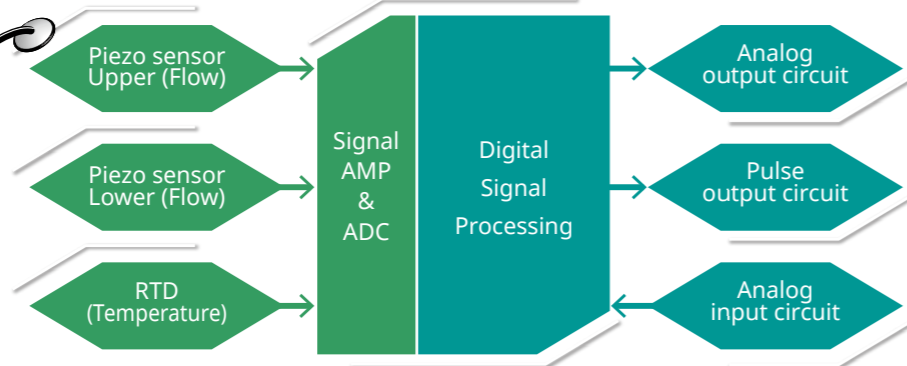 Piezo sensor
Upper (Flow)
Piezo sensor
Lower (Flow)
RTD
(Temperature)
Signal
AMP
&
ADC
Digital
Signal
Processing
Analog
output circuit
Pulse
output circuit
Analog
input circuit